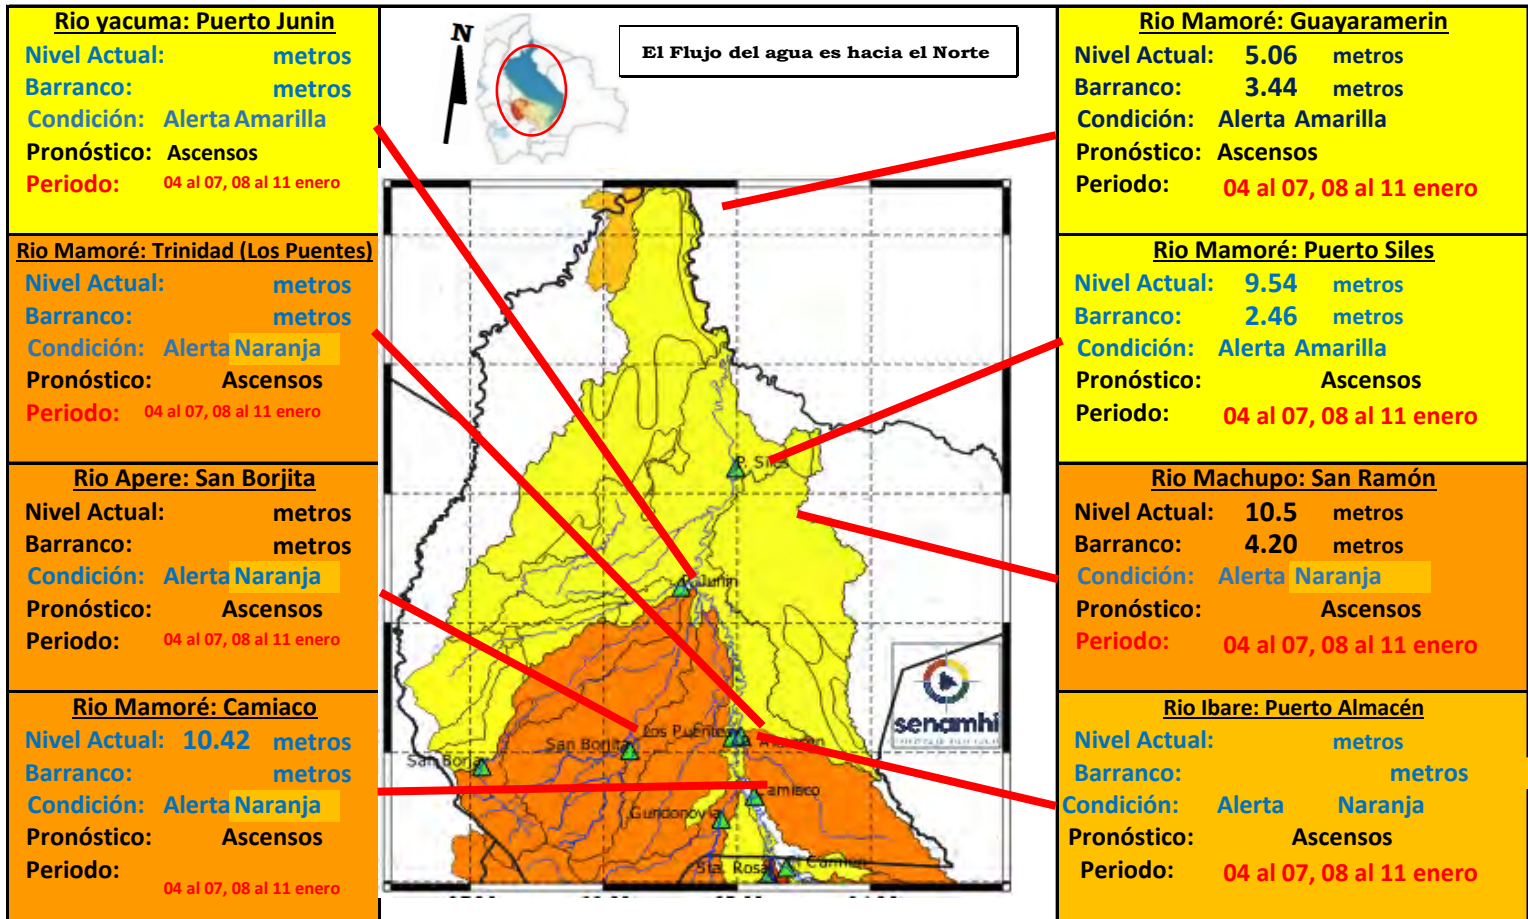 Rio yacuma: Puerto Junin
Nivel Actual: metros
Barranco: metros
Condición: Alerta Amarilla
Pronóstico: Ascensos
Periodo: 04 al 07, 08 al 11 enero
Rio Mamoré: Trinidad (Los Puentes)
Nivel Actual: metros
Barranco: metros
Condición: Alerta Naranja
Pronóstico: Ascensos
Periodo: 04 al 07, 08 al 11 enero
Rio Apere: San Borjita
Nivel Actual: metros
Barranco: metros
Condición: Alerta Naranja
Pronóstico: Ascensos
Periodo: 04 al 07, 08 al 11 enero
Rio Mamoré: Camiaco
Nivel Actual: 10.42 metros
Barranco: metros
Condición: Alerta Naranja
Pronóstico: Ascensos
Periodo:
04 al 07, 08 al 11 enero
N
El Flujo del agua es hacia el Norte
P. Siles
P. Junin
Los Puentes
San Borjita
San Borja
Camiaco
Gundonovia
Sta. Rosa
El Carmen
senamhi
Rio Mamoré: Guayaramerin
Nivel Actual: 5.06 metros
Barranco: 3.44 metros
Condición: Alerta Amarilla
Pronóstico: Ascensos
Periodo: 04 al 07, 08 al 11 enero
Rio Mamoré: Puerto Siles
Nivel Actual: 9.54 metros
Barranco: 2.46 metros
Condición: Alerta Amarilla
Pronóstico: Ascensos
Periodo: 04 al 07, 08 al 11 enero
Rio Machupo: San Ramón
Nivel Actual: 10.5 metros
Barranco: 4.20 metros
Condición: Alerta Naranja
Pronóstico: Ascensos
Periodo: 04 al 07, 08 al 11 enero
Rio Ibare: Puerto Almacén
Nivel Actual: metros
Barranco: metros
Condición: Alerta Naranja
Pronóstico: Ascensos
Periodo: 04 al 07, 08 al 11 enero